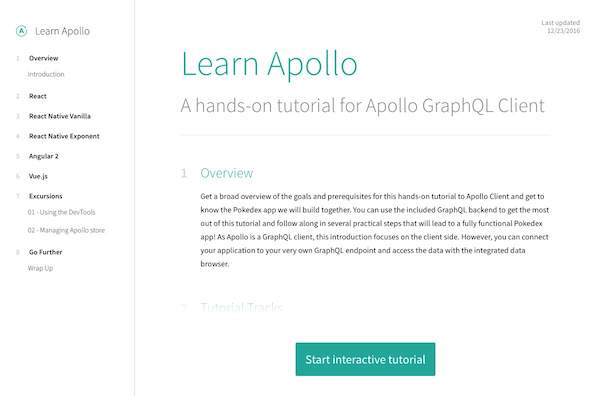 Learn Apollo
1 Overview
Introduction
2 React
3 React Native Vanilla
4 React Native Exponent
5 Angular 2
6 Vue.js
7 Excursions
01 - Using the DevTools
02 - Managing Apollo store
8 Go Further
Wrap Up
Last updated
12/23/2016
Learn Apollo
A hands-on tutorial for Apollo GraphQL Client
1 Overview
Get a broad overview of the goals and prerequisites for this hands-on tutorial to Apollo Client and get to
know the Pokedex app we will build together. You can use the included GraphQL backend to get the most
out of this tutorial and follow along in several practical steps that will lead to a fully functional Pokedex
app! As Apollo is a GraphQL client, this introduction focuses on the client side. However, you can connect
your application to your very own GraphQL endpoint and access the data with the integrated data
browser.
2 Tutorial Tracks
Start interactive tutorial